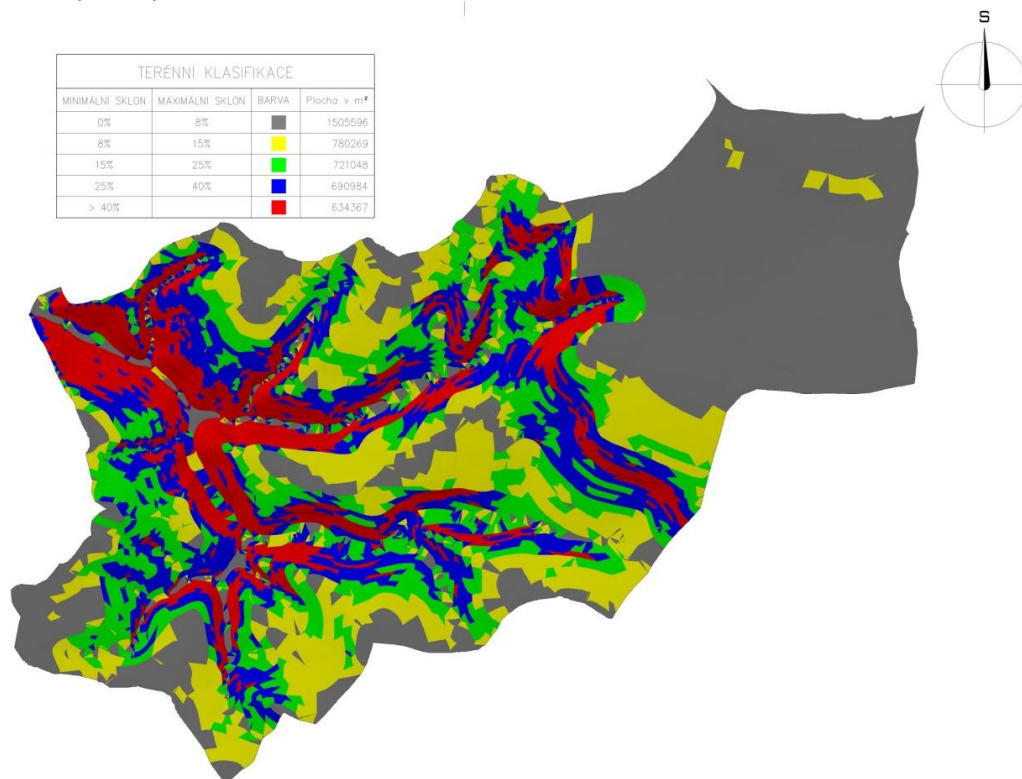 S
TERÉNNÍ KLASIFIKACE
MINIMÁLNÍ SKLON MAXIMÁLNÍ SKLON BARVA Plocha v m²
0% 8% 1505596
8% 15% 780269
15% 25% 721048
25% 40% 690984
> 40% 634367